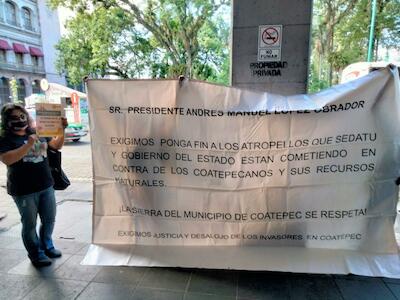 NO
FUMAR
PROPIEDAD
PRIVADA
SR. PRESIDENTE ANDRES MANUEL LOPEZ OBRADOR
EXIGIMOS PONGA FIN A LOS ATROPELLOS QUE SEDATU
Y GOBIERNO DEL ESTADO ESTAN COMETIENDO EN
CONTRA DE LOS COATEPECANOS Y SUS RECURSOS
NATURALES.
¡LA SIERRA DEL MUNICIPIO DE COATEPEC SE RESPETA!
EXIGIMOS JUSTICIA Y DESALOJO DE LOS INVASORES EN COATEPEC